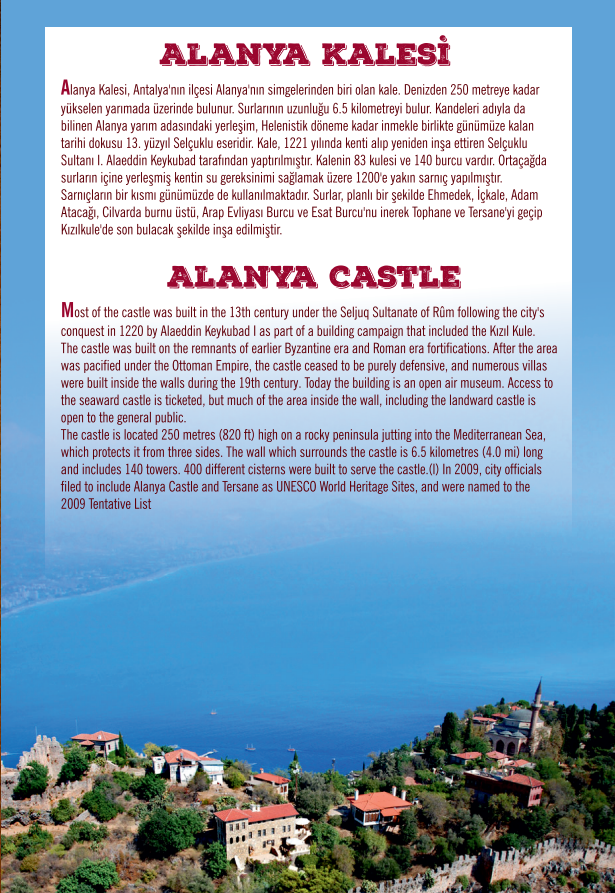 ALANYA KALESİ
Alanya Kalesi, Antalya'nın ilçesi Alanya'nın simgelerinden biri olan kale. Denizden 250 metreye kadar
yükselen yarımada üzerinde bulunur. Surlarının uzunluğu 6.5 kilometreyi bulur. Kandeleri adıyla da
bilinen Alanya yarım adasındaki yerleşim, Helenistik döneme kadar inmekle birlikte günümüze kalan
tarihi dokusu 13. yüzyıl Selçuklu eseridir. Kale, 1221 yılında kenti alıp yeniden inşa ettiren Selçuklu
Sultanı I. Alaeddin Keykubad tarafından yaptırılmıştır. Kalenin 83 kulesi ve 140 burcu vardır. Ortaçağda
surların içine yerleşmiş kentin su gereksinimi sağlamak üzere 1200'e yakın sarnıç yapılmıştır.
Sarnıçların bir kısmı günümüzde de kullanılmaktadır. Surlar, planlı bir şekilde Ehmedek, İçkale, Adam
Atacağı, Cilvarda burnu üstü, Arap Evliyası Burcu ve Esat Burcu'nu inerek Tophane ve Tersane'yi geçip
Kızılkule'de son bulacak şekilde inşa edilmiştir.
ALANYA CASTLE
Most of the castle was built in the 13th century under the Seljuq Sultanate of Rûm following the city's
conquest in 1220 by Alaeddin Keykubad I as part of a building campaign that included the Kızıl Kule.
The castle was built on the remnants of earlier Byzantine era and Roman era fortifications. After the area
was pacified under the Ottoman Empire, the castle ceased to be purely defensive, and numerous villas
were built inside the walls during the 19th century. Today the building is an open air museum. Access to
the seaward castle is ticketed, but much of the area inside the wall, including the landward castle is
open to the general public.
The castle is located 250 metres (820 ft) high on a rocky peninsula jutting into the Mediterranean Sea,
which protects it from three sides. The wall which surrounds the castle is 6.5 kilometres (4.0 mi) long
and includes 140 towers. 400 different cisterns were built to serve the castle.(I) In 2009, city officials
filed to include Alanya Castle and Tersane as UNESCO World Heritage Sites, and were named to the
2009 Tentative List